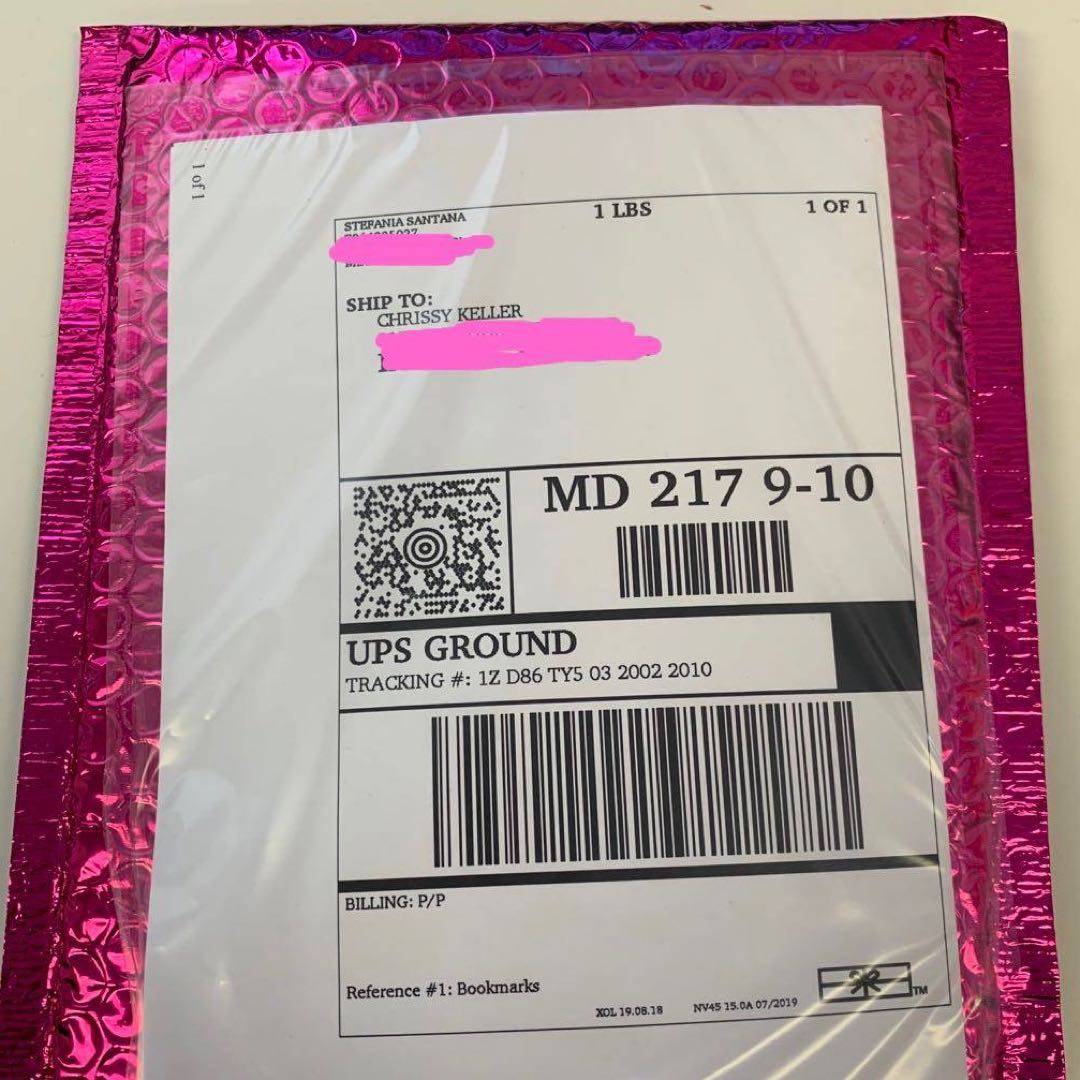 1 of 1
STEFANIA SANTANA
1 LBS
1 OF 1
SHIP TO:
CHRISSY KELLER
MD 217 9-10
UPS GROUND
TRACKING #: 1Z D86 TY5 03 2002 2010
BILLING: P/P
Reference #1: Bookmarks
XOL 19.08.18
NV45 15.0A 07/2019
TM